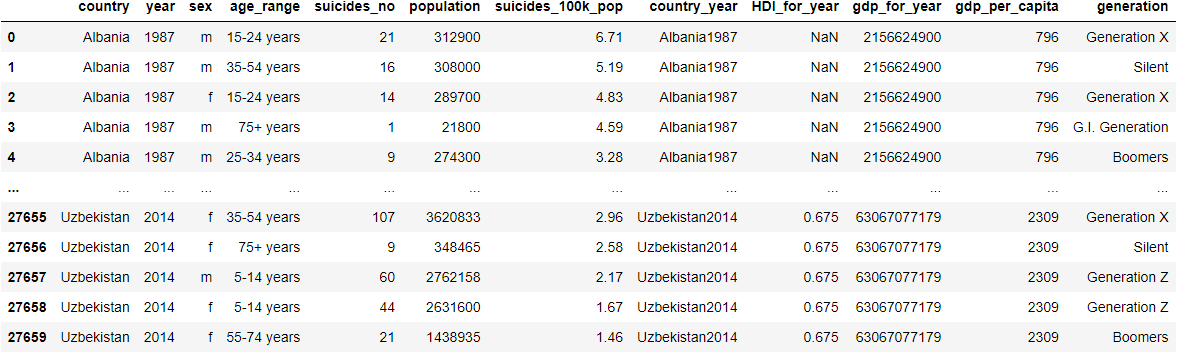 country year sex age_range suicides_no population suicides_100k_pop country_year HDI_for_year gdp_for_year gdp_per_capita generation
0 Albania 1987 m 15-24 years 21 312900 6.71 Albania1987 NaN 2156624900 796 Generation X
1 Albania 1987 m 35-54 years 16 308000 5.19 Albania1987 NaN 2156624900 796 Silent
2 Albania 1987 f 15-24 years 14 289700 4.83 Albania1987 NaN 2156624900 796 Generation X
3 Albania 1987 m 75+ years 1 21800 4.59 Albania1987 NaN 2156624900 796 G.I. Generation
4 Albania 1987 m 25-34 years 9 274300 3.28 Albania1987 NaN 2156624900 796 Boomers
... ... ... ... ... ... ... ... ... ... ... ... ...
27655 Uzbekistan 2014 f 35-54 years 107 3620833 2.96 Uzbekistan2014 0.675 63067077179 2309 Generation X
27656 Uzbekistan 2014 f 75+ years 9 348465 2.58 Uzbekistan2014 0.675 63067077179 2309 Silent
27657 Uzbekistan 2014 m 5-14 years 60 2762158 2.17 Uzbekistan2014 0.675 63067077179 2309 Generation Z
27658 Uzbekistan 2014 f 5-14 years 44 2631600 1.67 Uzbekistan2014 0.675 63067077179 2309 Generation Z
27659 Uzbekistan 2014 f 55-74 years 21 1438935 1.46 Uzbekistan2014 0.675 63067077179 2309 Boomers